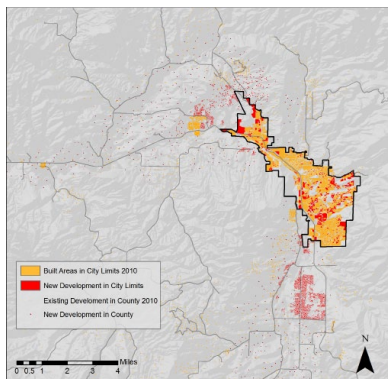 Built Areas in City Limits 2010
New Development in City Limits
Existing Develoment in County 2010
New Development in County
Miles
0 0.5 1 2 3 4
N